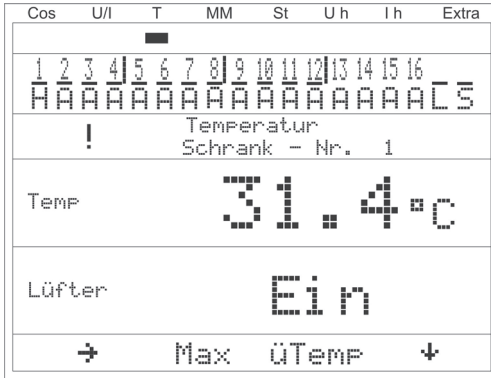 Cos U/I T MM St U h I h Extra
1 2 3 4 5 6 7 8 9 10 11 12 13 14 15 16
H A A A A A A A A A A A A A A A C S
! Temperatur
Schrank - Nr. 1
Temp 31.4°C
Lüfter Ein
→ Max üTemp ↓